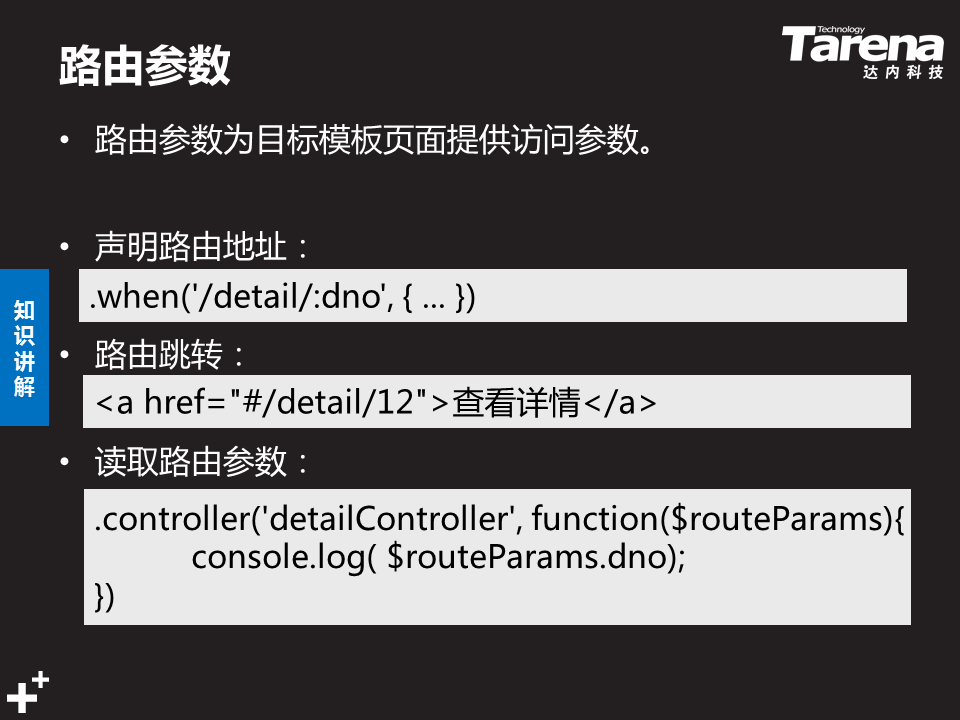 路由参数
Technology
Tarena
达内科技
• 路由参数为目标模板页面提供访问参数。
• 声明路由地址：
.when('/detail/:dno', { ... })
• 路由跳转：
<a href="#/detail/12">查看详情</a>
• 读取路由参数：
.controller('detailController', function($routeParams){
console.log( $routeParams.dno);
})
知
识
讲
解